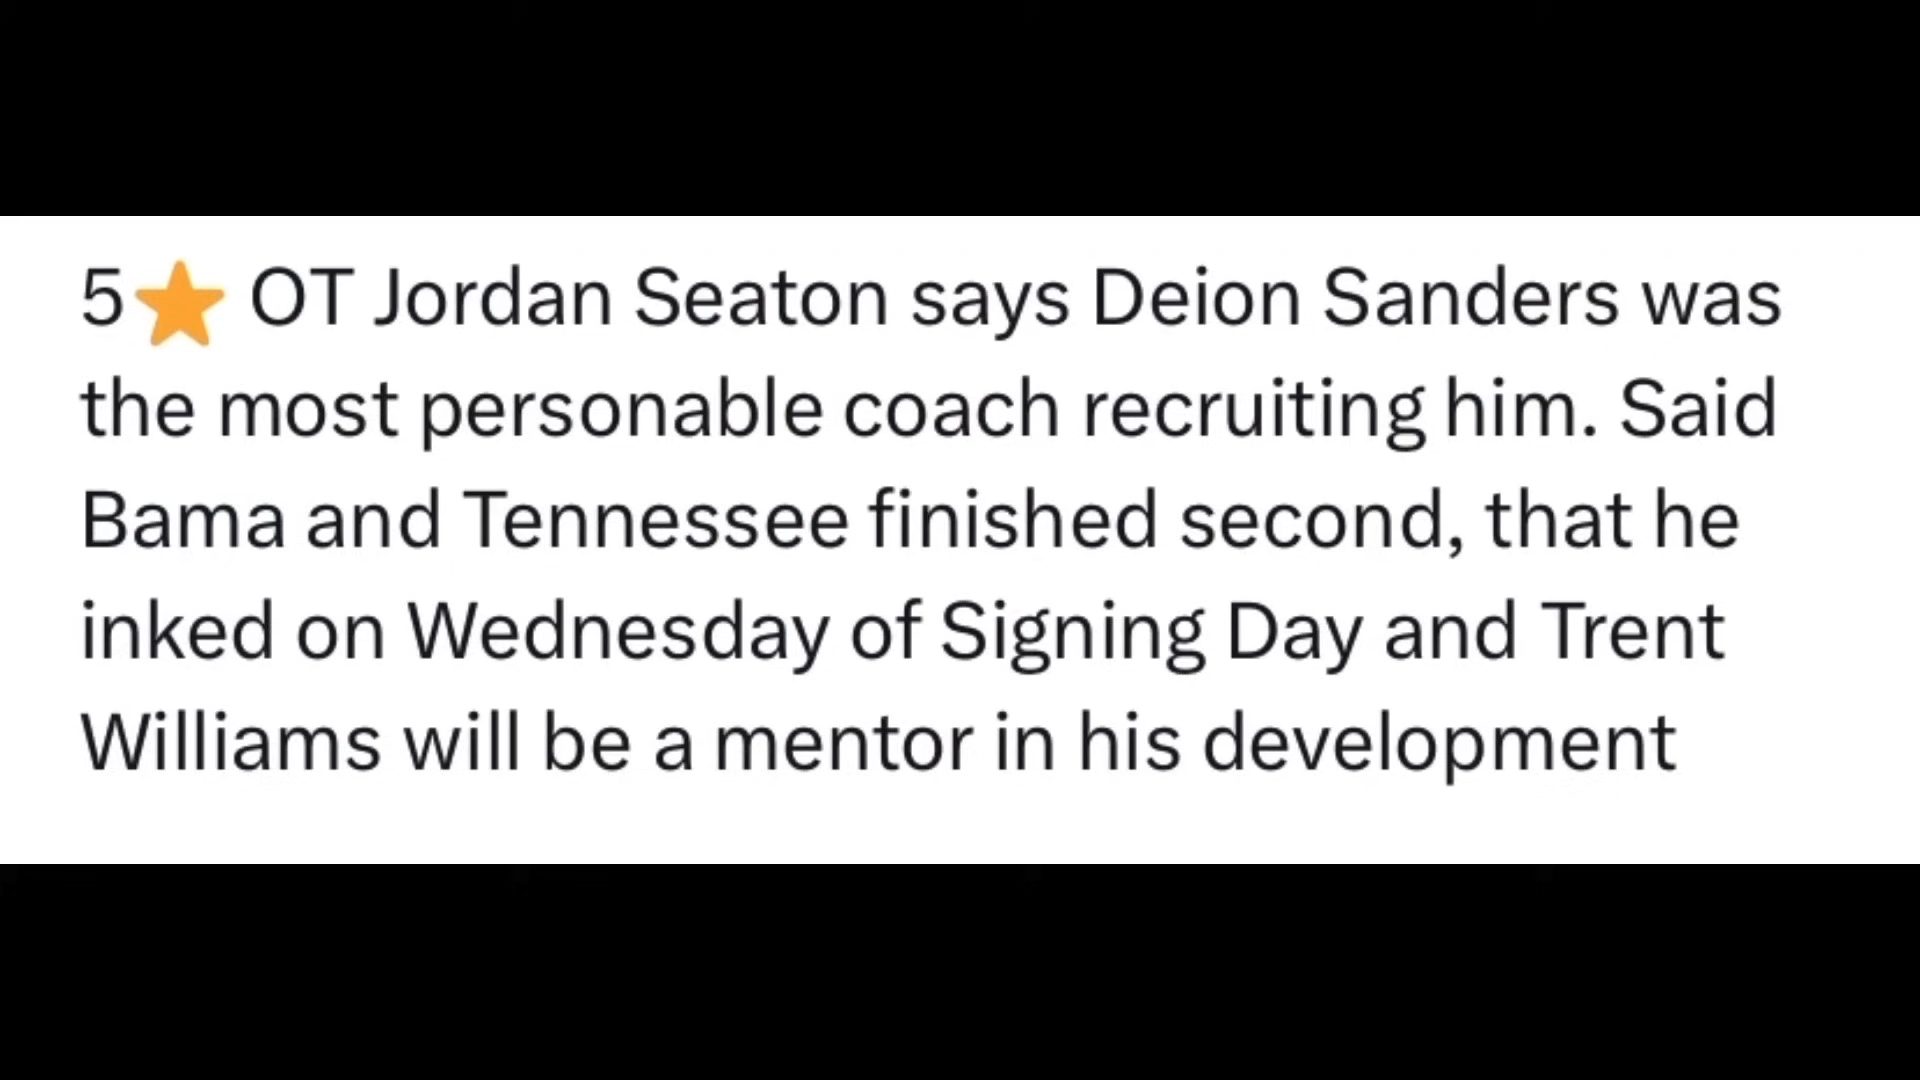 5⭐ OT Jordan Seaton says Deion Sanders was
the most personable coach recruiting him. Said
Bama and Tennessee finished second, that he
inked on Wednesday of Signing Day and Trent
Williams will be a mentor in his development